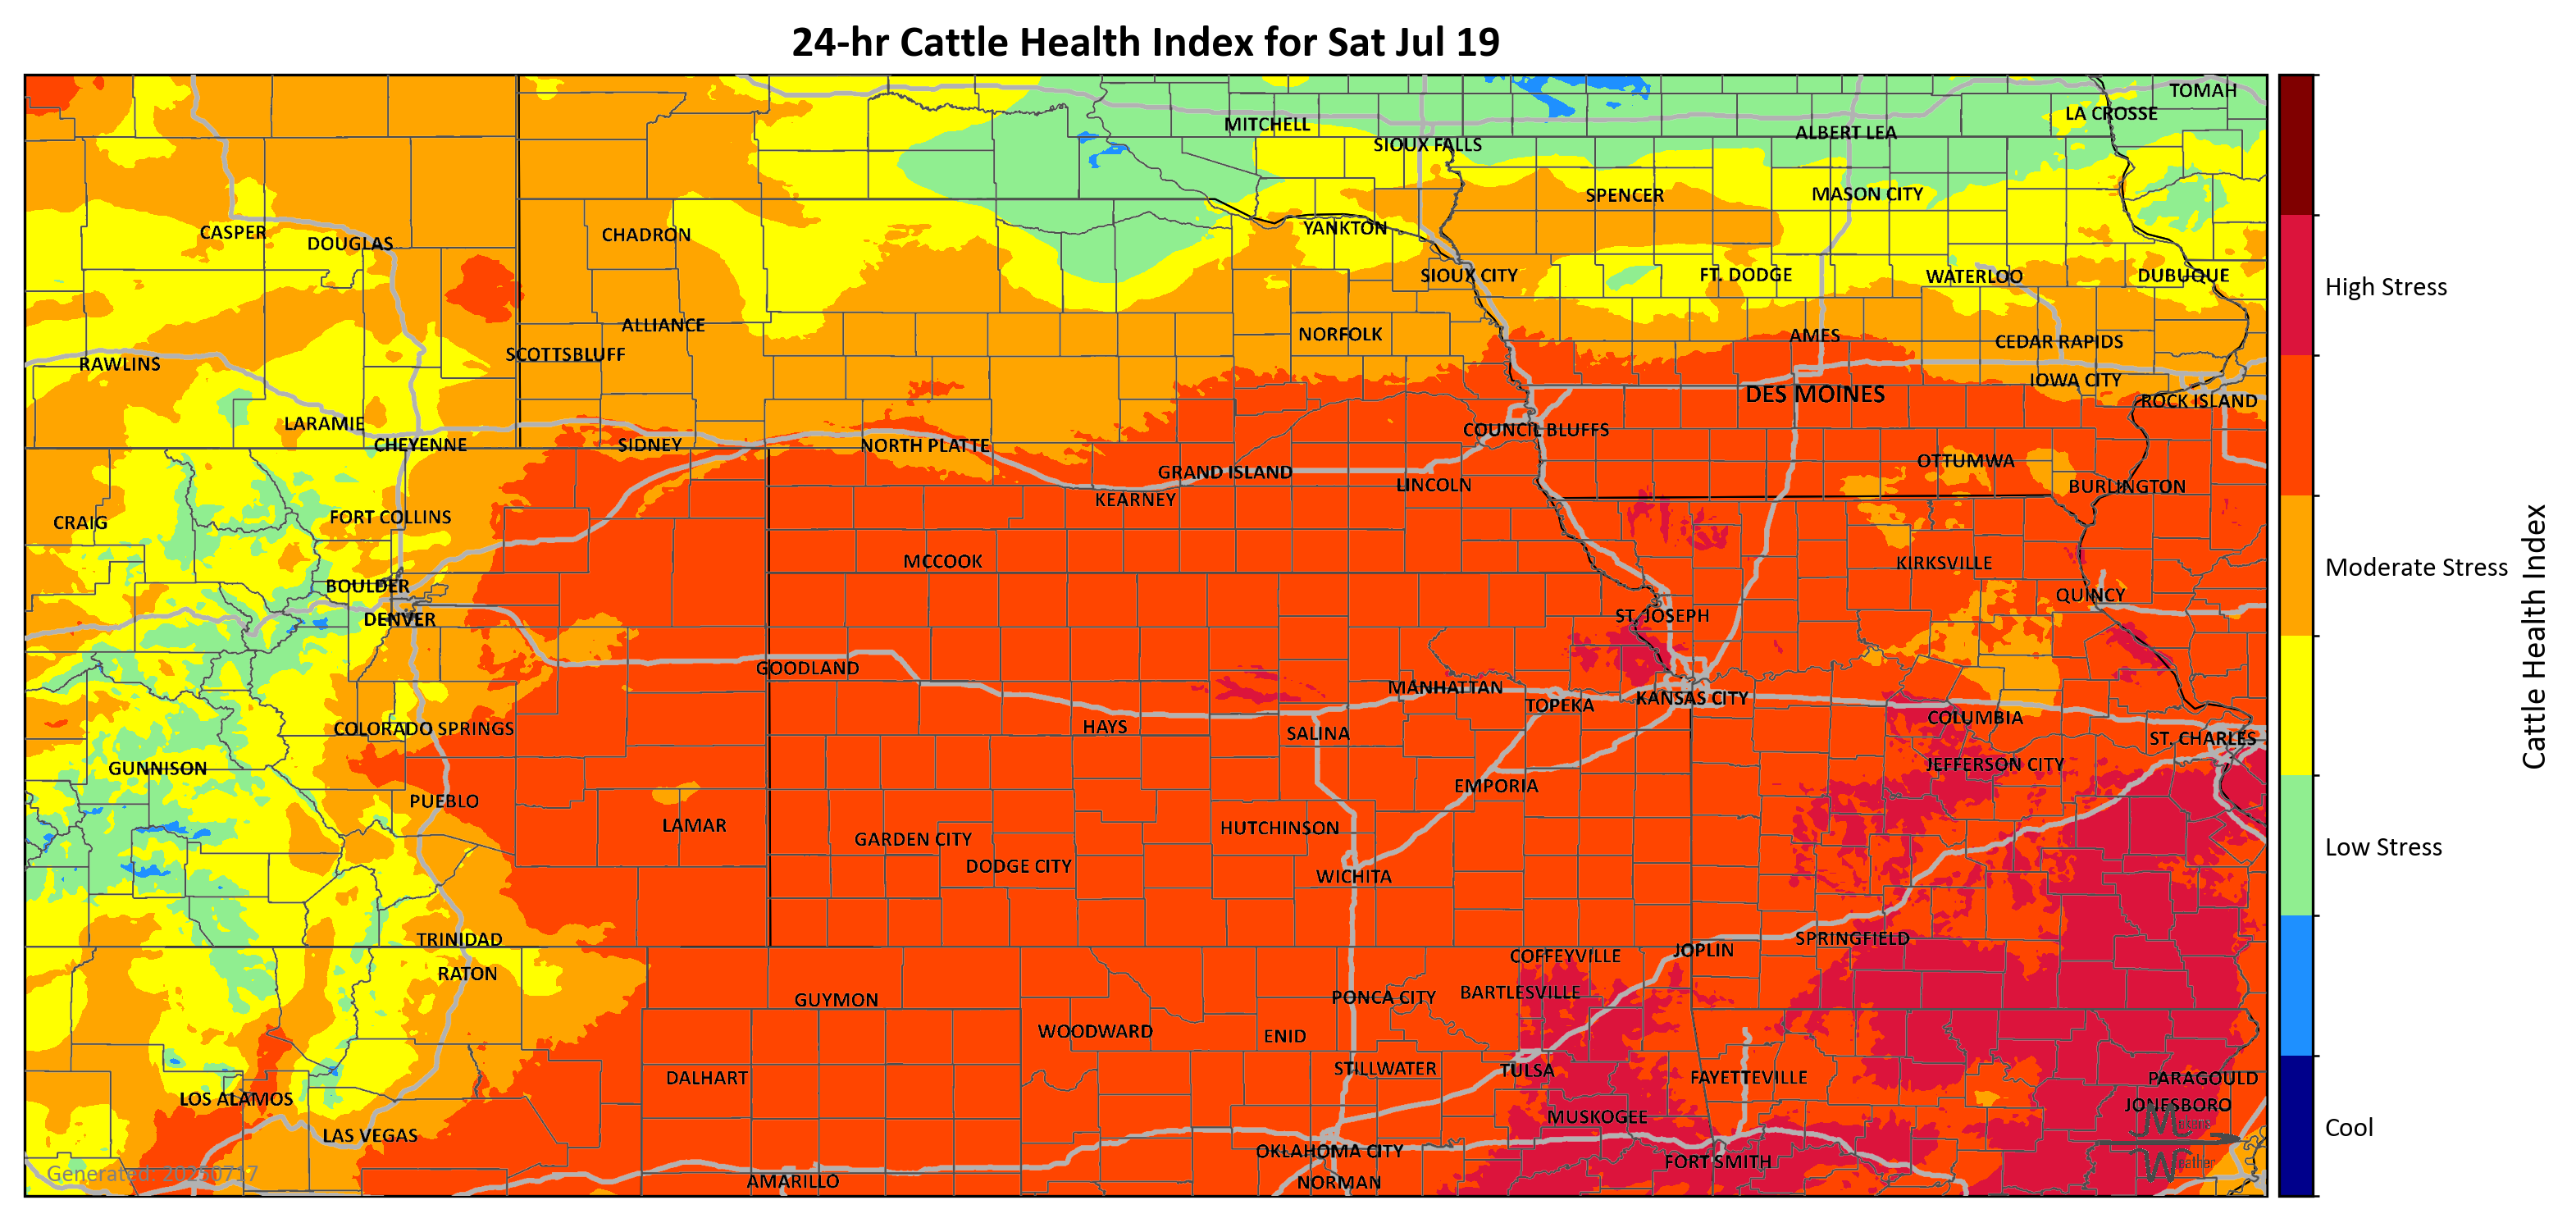 24-hr Cattle Health Index for Sat Jul 19
TOMAH
LA CROSSE
MITCHELL
ALBERT LEA
SIOUX FALLS
SPENCER
MASON CITY
CASPER
DOUGLAS
CHADRON
YANKTON
SIOUX CITY
FT. DODGE
WATERLOO
DUBUQUE
High Stress
ALLIANCE
NORFOLK
AMES
CEDAR RAPIDS
SCOTTSBLUFF
RAWLINS
IOWA CITY
DES MOINES
ROCK ISLAND
LARAMIE
COUNCIL BLUFFS
CHEYENNE
SIDNEY
NORTH PLATTE
OTTUMWA
GRAND ISLAND
LINCOLN
BURLINGTON
KEARNEY
CRAIG
FORT COLLINS
MCCOOK
KIRKSVILLE
Moderate Stress
BOULDER
QUINCY
DENVER
ST. JOSEPH
Cattle Health Index
GOODLAND
MANHATTAN
KANSAS CITY
TOPEKA
COLUMBIA
COLORADO SPRINGS
HAYS
SALINA
ST. CHARLES
GUNNISON
JEFFERSON CITY
EMPORIA
PUEBLO
LAMAR
HUTCHINSON
GARDEN CITY
Low Stress
DODGE CITY
WICHITA
TRINIDAD
SPRINGFIELD
JOPLIN
COFFEYVILLE
RATON
BARTLESVILLE
PONCA CITY
GUYMON
WOODWARD
ENID
STILLWATER
TULSA
DALHART
FAYETTEVILLE
PARAGOULD
LOS ALAMOS
JONESBORO
MUSKOGEE
Cool
LAS VEGAS
OKLAHOMA CITY
FORT SMITH
Generated: 20250717
AMARILLO
NORMAN